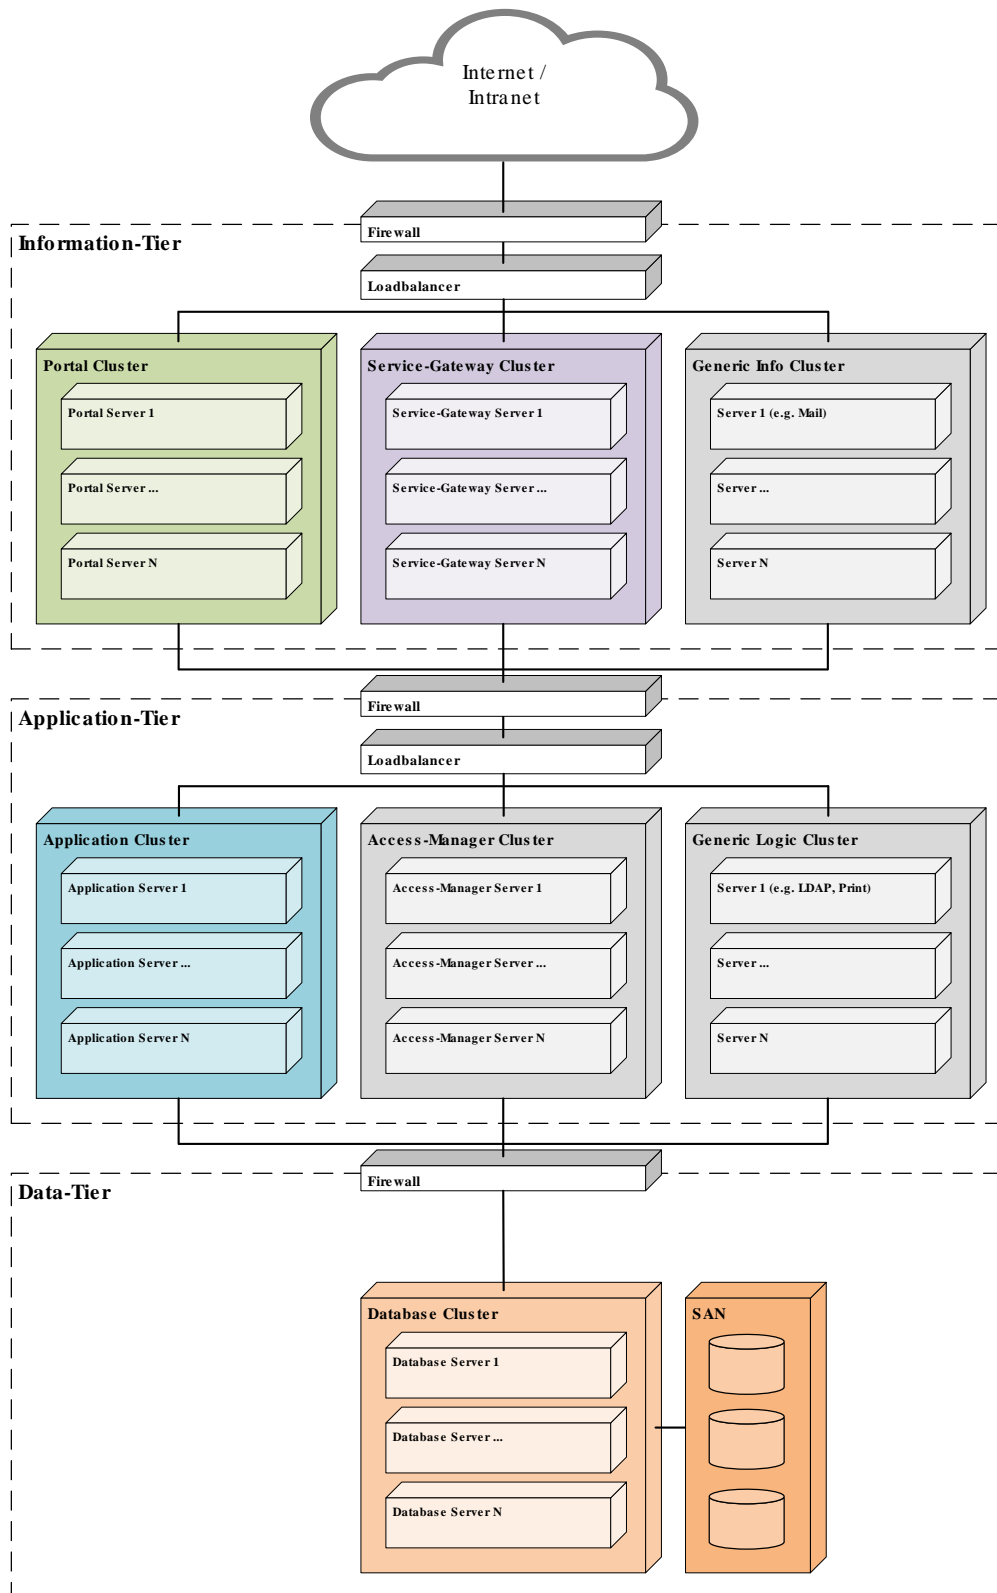 Internet /
Intranet
Firewall
Information-Tier
Loadbalancer
Portal Cluster
Portal Server 1
Portal Server ...
Portal Server N
Service-Gateway Cluster
Service-Gateway Server 1
Service-Gateway Server ...
Service-Gateway Server N
Generic Info Cluster
Server 1 (e.g. Mail)
Server ...
Server N
Firewall
Application-Tier
Loadbalancer
Application Cluster
Application Server 1
Application Server ...
Application Server N
Access-Manager Cluster
Access-Manager Server 1
Access-Manager Server ...
Access-Manager Server N
Generic Logic Cluster
Server 1 (e.g. LDAP, Print)
Server ...
Server N
Firewall
Data-Tier
Database Cluster
Database Server 1
Database Server ...
Database Server N
SAN